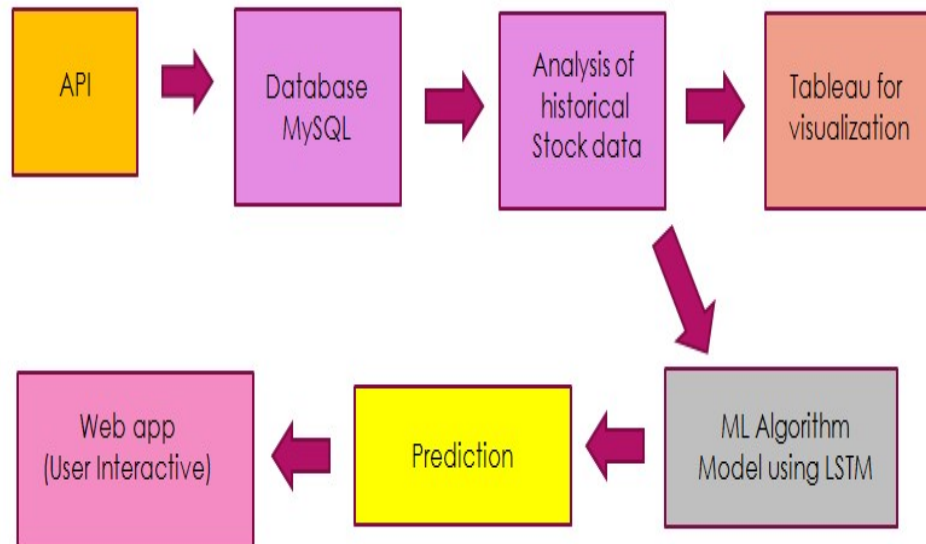 API
Database
MySQL
Analysis of
historical
Stock data
Tableau for
visualization
ML Algorithm
Model using LSTM
Prediction
Web app
(User Interactive)